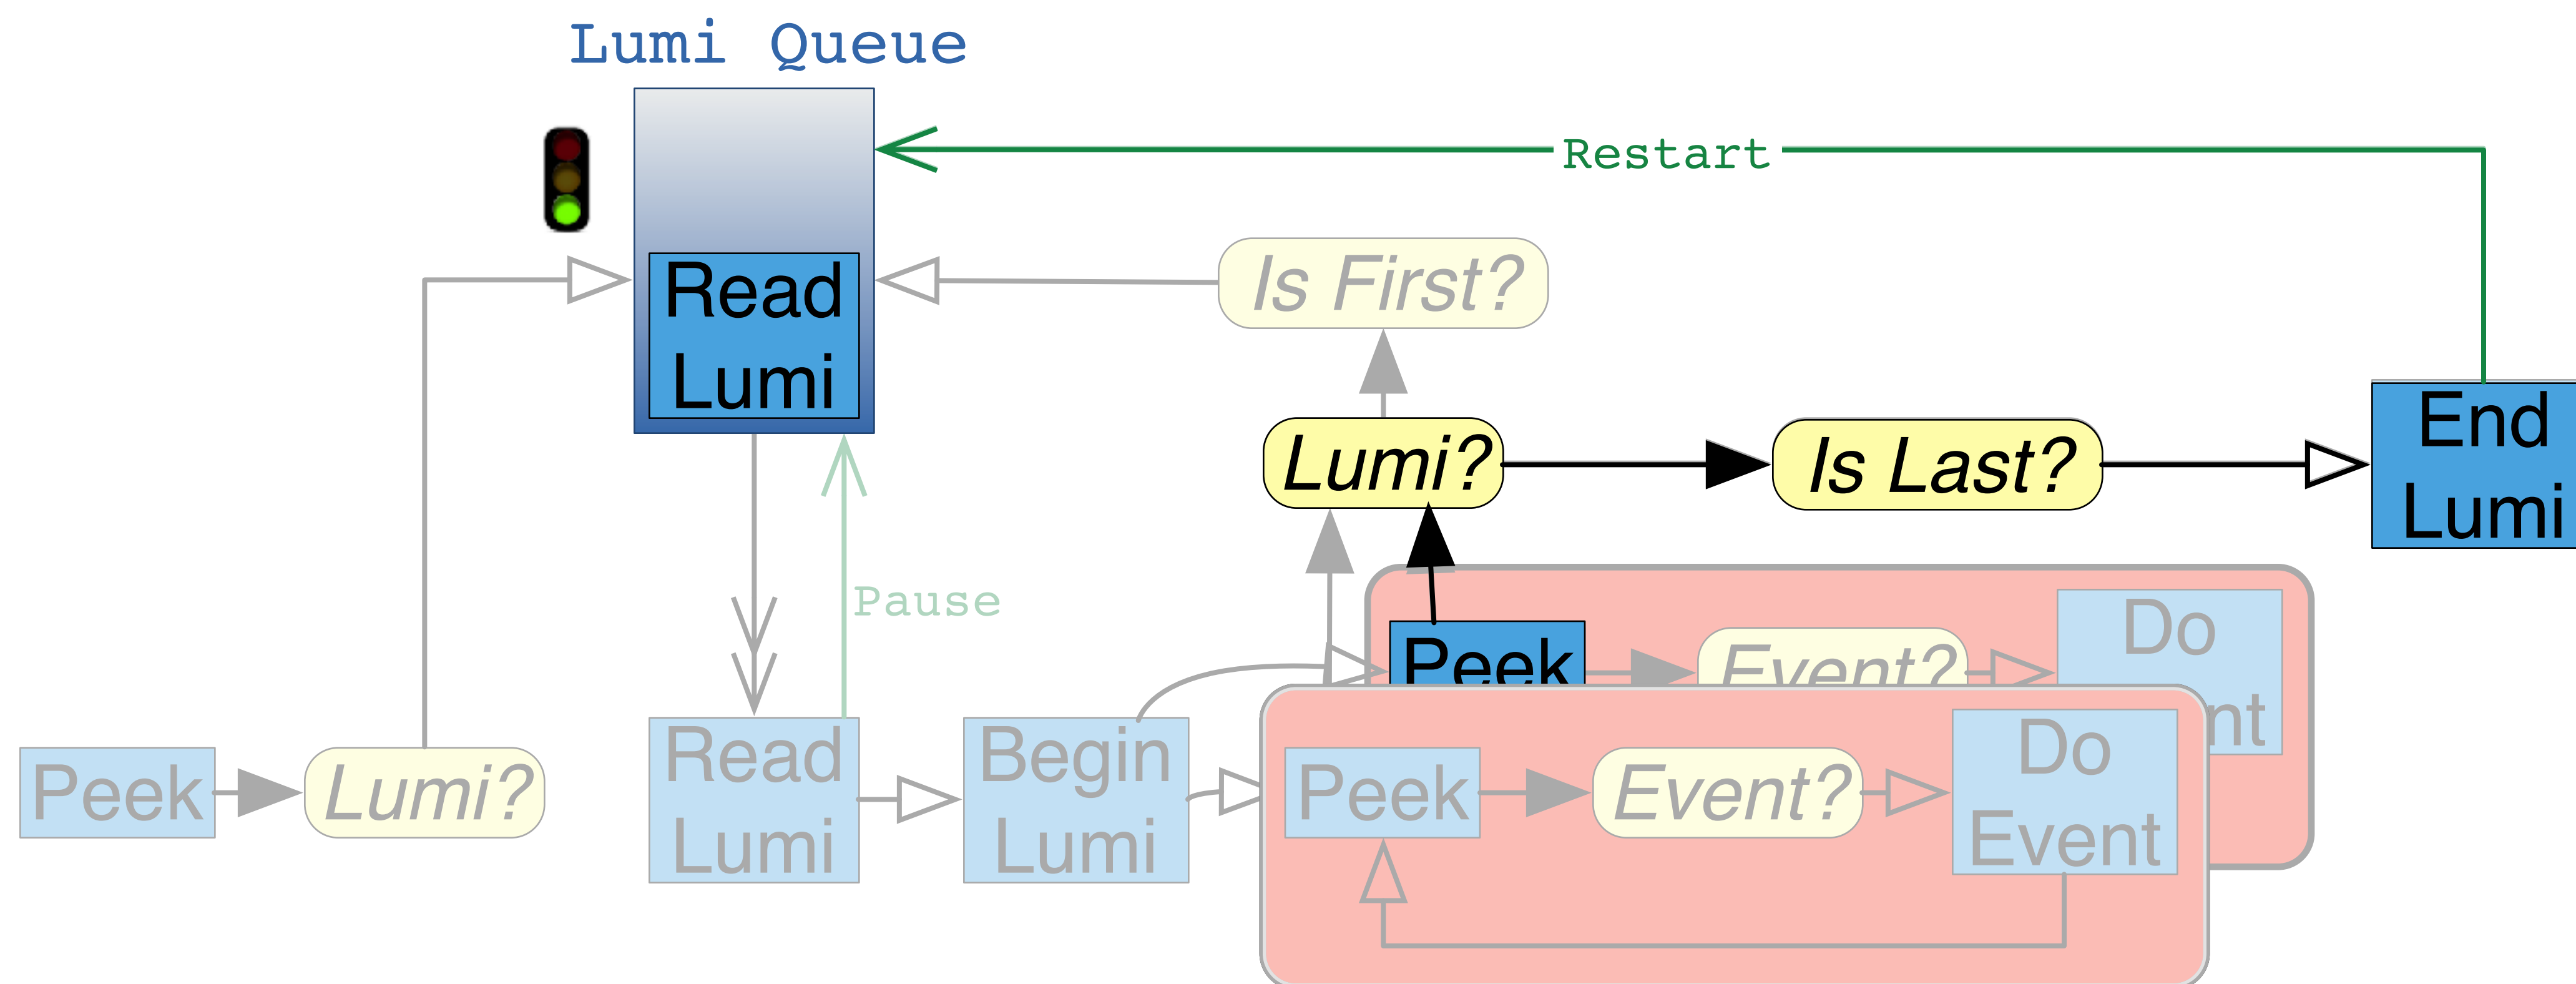 Lumi Queue
Restart
Read
Lumi
Is First?
Lumi?
Is Last?
End
Lumi
Pause
Peek
Event?
Do
nt
Peek
Lumi?
Read
Lumi
Begin
Lumi
Peek
Event?
Do
Event